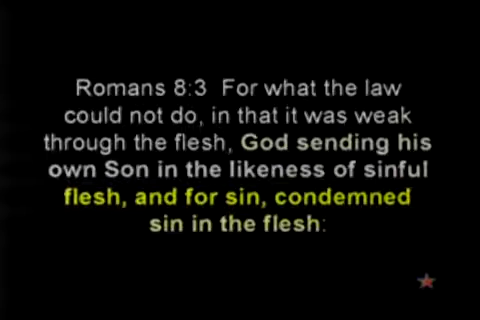 Romans 8:3  For what the law
could not do, in that it was weak
through the flesh, God sending his
own Son in the likeness of sinful
flesh, and for sin, condemned
sin in the flesh: